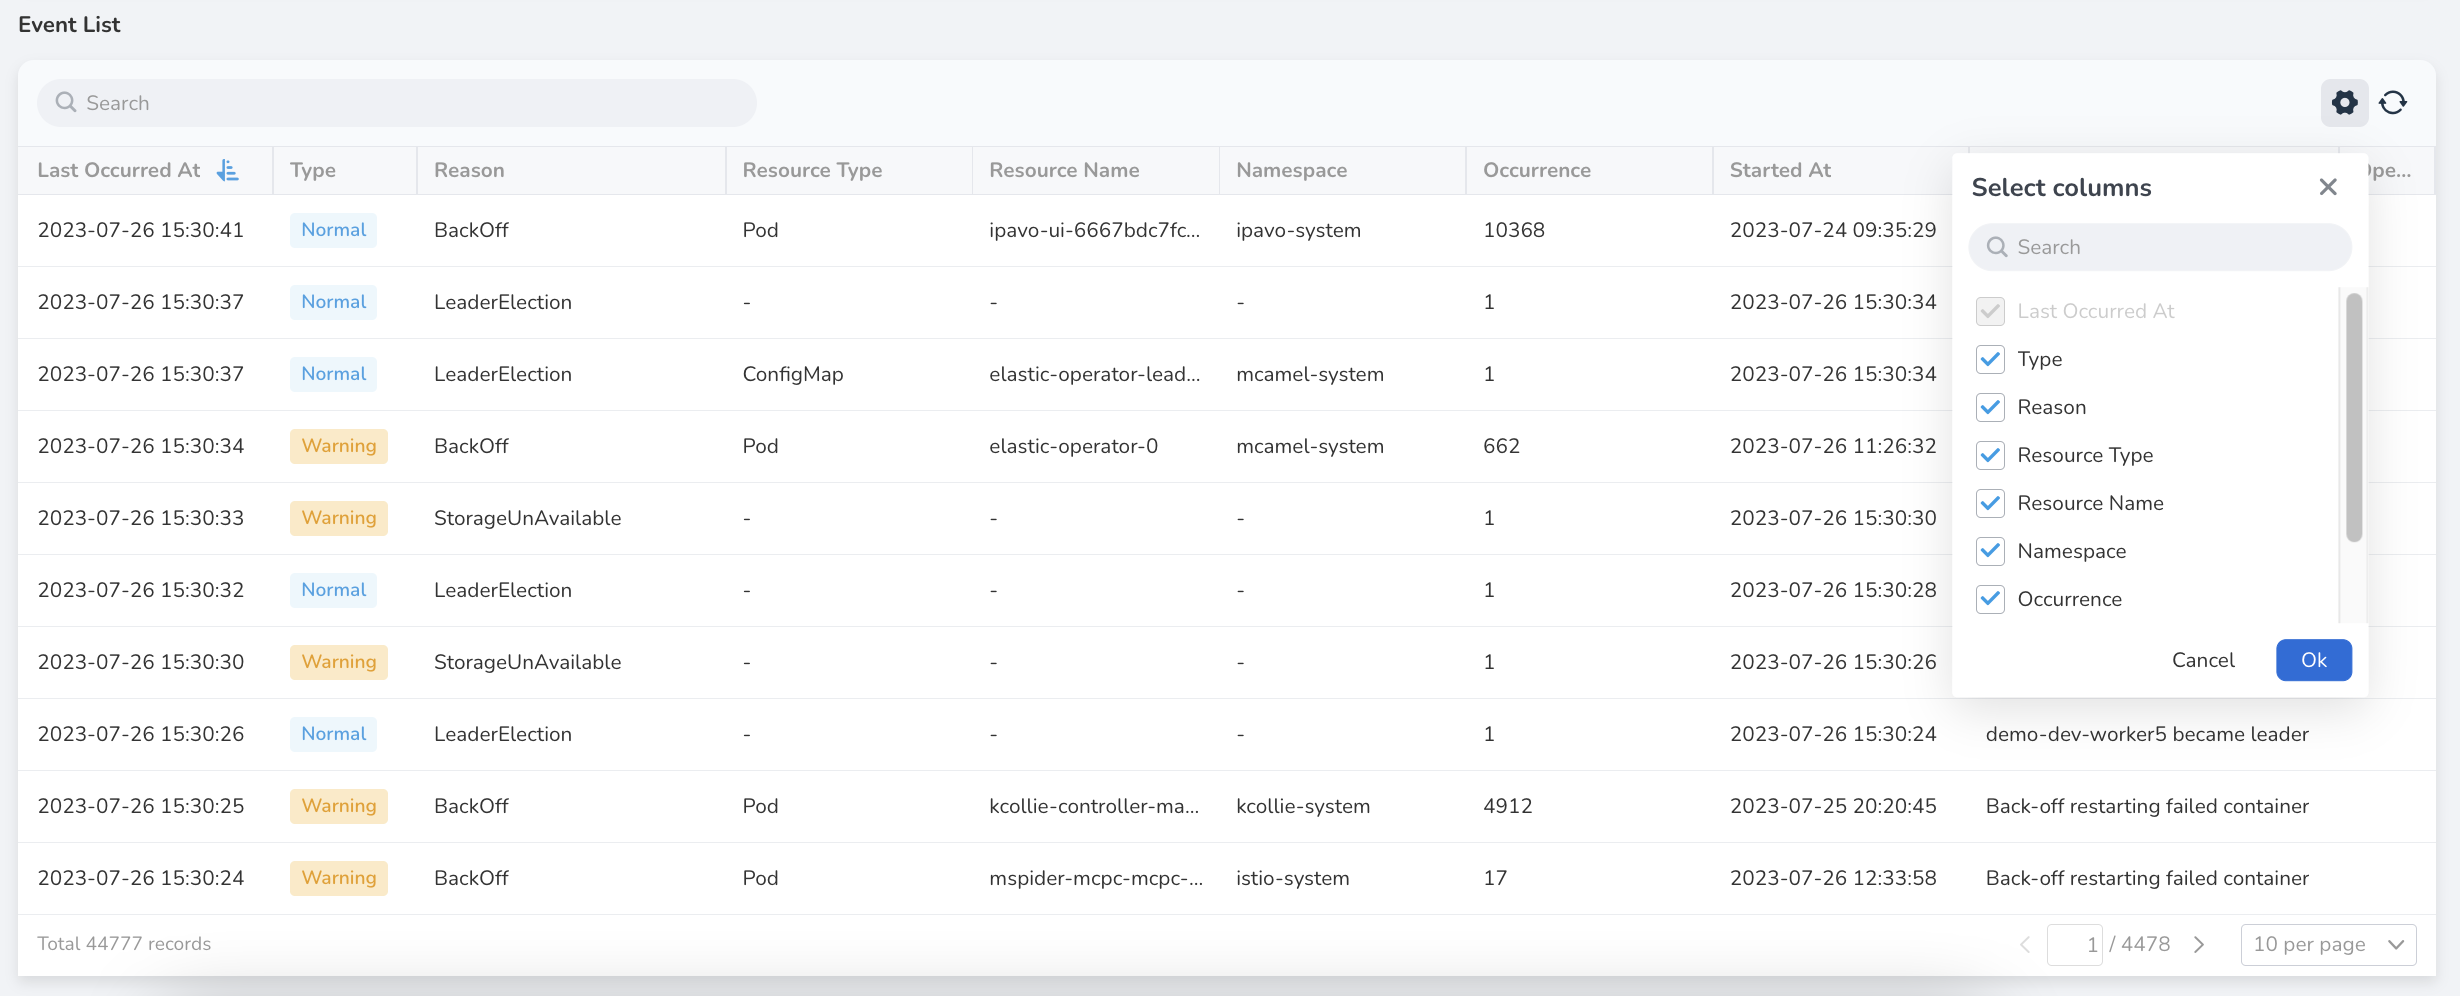 Event List
Search
Last Occurred At Type Reason Resource Type Resource Name Namespace Occurrence Started At
2023-07-26 15:30:41 Normal BackOff Pod ipavo-ui-6667bdc7fc... ipavo-system 10368 2023-07-24 09:35:29
2023-07-26 15:30:37 Normal LeaderElection - - - 1 2023-07-26 15:30:34
2023-07-26 15:30:37 Normal LeaderElection ConfigMap elastic-operator-lead... mcamel-system 1 2023-07-26 15:30:34
2023-07-26 15:30:34 Warning BackOff Pod elastic-operator-0 mcamel-system 662 2023-07-26 11:26:32
2023-07-26 15:30:33 Warning StorageUnAvailable - - - 1 2023-07-26 15:30:30
2023-07-26 15:30:32 Normal LeaderElection - - - 1 2023-07-26 15:30:28
2023-07-26 15:30:30 Warning StorageUnAvailable - - - 1 2023-07-26 15:30:26
2023-07-26 15:30:26 Normal LeaderElection - - - 1 2023-07-26 15:30:24 demo-dev-worker5 became leader
2023-07-26 15:30:25 Warning BackOff Pod kcollie-controller-ma... kcollie-system 4912 2023-07-25 20:20:45 Back-off restarting failed container
2023-07-26 15:30:24 Warning BackOff Pod mspider-mcpc-mcpc-... istio-system 17 2023-07-26 12:33:58 Back-off restarting failed container
Total 44777 records
1 / 4478
10 per page
Select columns
Search
Last Occurred At
Type
Reason
Resource Type
Resource Name
Namespace
Occurrence
Cancel Ok